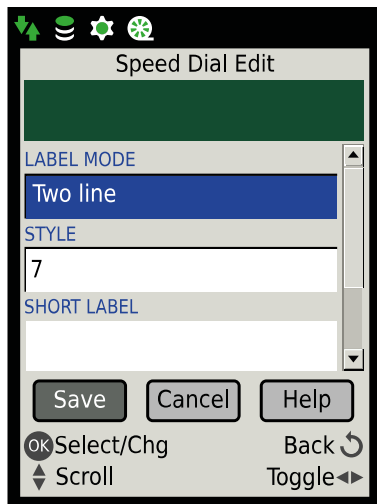 Speed Dial Edit
LABEL MODE
Two line
STYLE
7
SHORT LABEL
Save Cancel Help
OK Select/Chg Back
Scroll Toggle